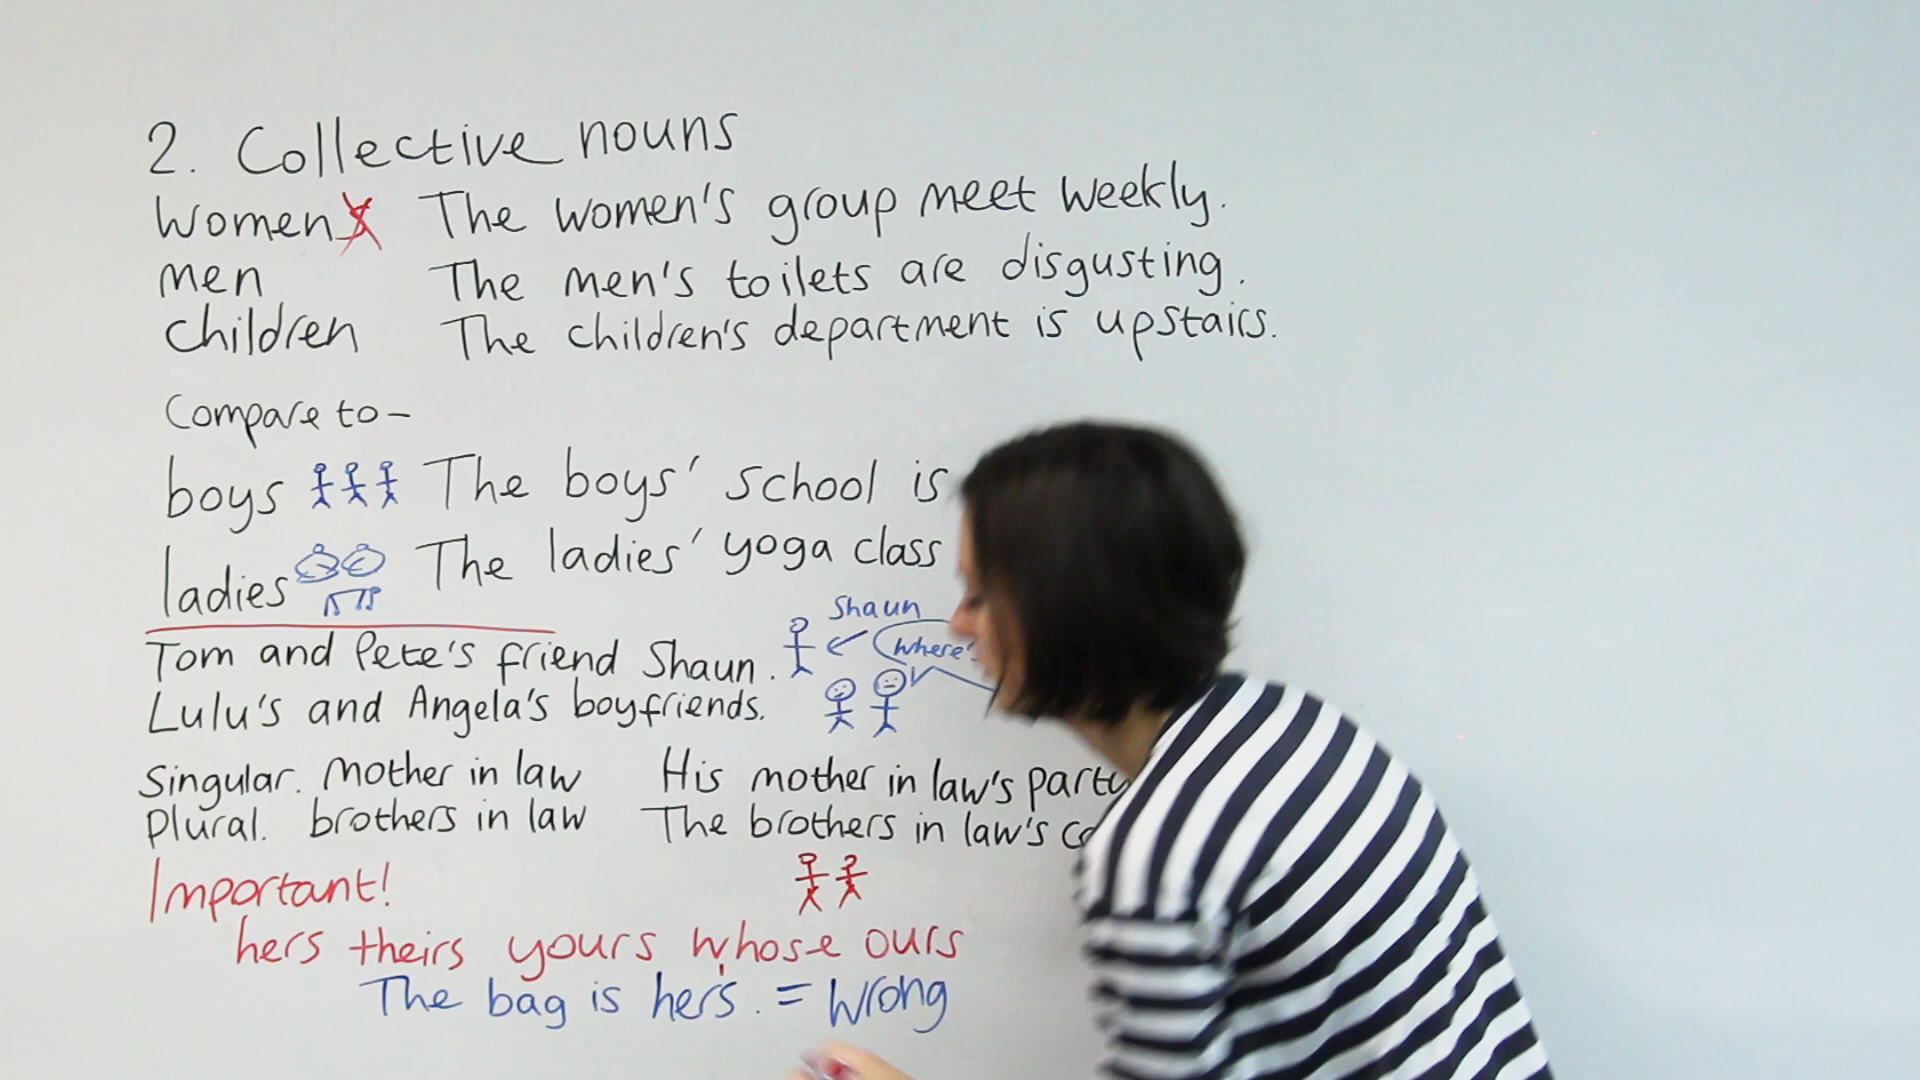 2. Collective nouns
womens The women's group meet weekly.
men The men's toilets are disgusting.
children The children's department is upstairs.
Compare to -
boys The boys' school is
ladies The ladies' yoga class
Shaun
Where's
Tom and Pete's friend Shaun.
Lulu's and Angela's boyfriends.
Singular. Mother in law His mother in law's party
Plural. brothers in law The brothers in law's
Important!
hers theirs yours whose ours
The bag is her's. = Wrong